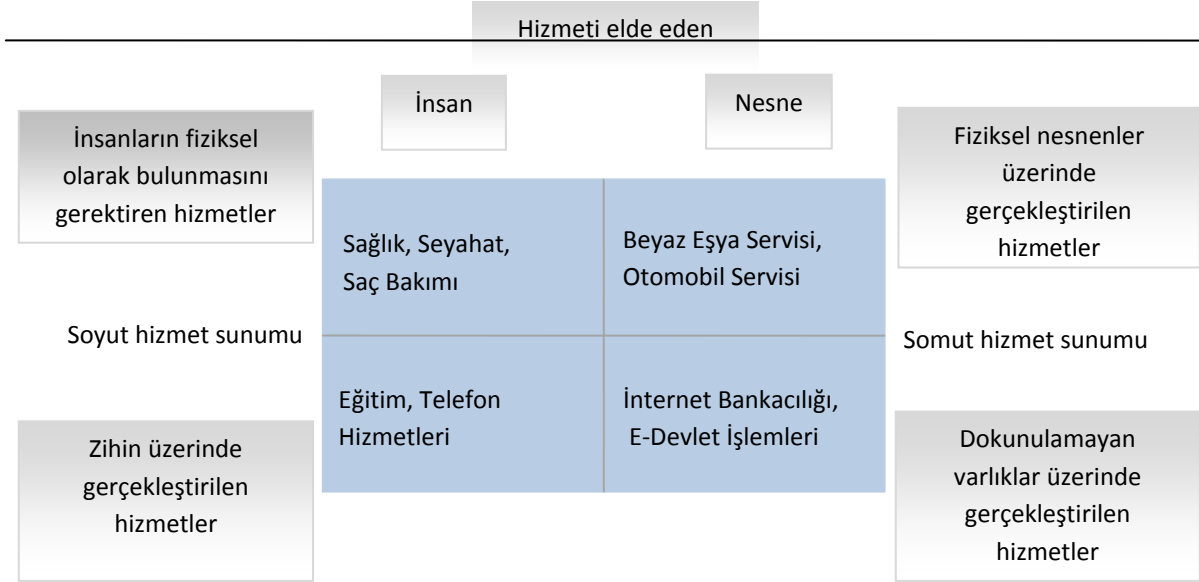 Hizmeti elde eden
İnsan
Nesne
İnsanların fiziksel
olarak bulunmasını
gerektiren hizmetler
Fiziksel nesnenler
üzerinde
gerçekleştirilen
hizmetler
Sağlık, Seyahat,
Saç Bakımı
Beyaz Eşya Servisi,
Otomobil Servisi
Soyut hizmet sunumu
Somut hizmet sunumu
Eğitim, Telefon
Hizmetleri
İnternet Bankacılığı,
E-Devlet İşlemleri
Zihin üzerinde
gerçekleştirilen
hizmetler
Dokunulamayan
varlıklar üzerinde
gerçekleştirilen
hizmetler